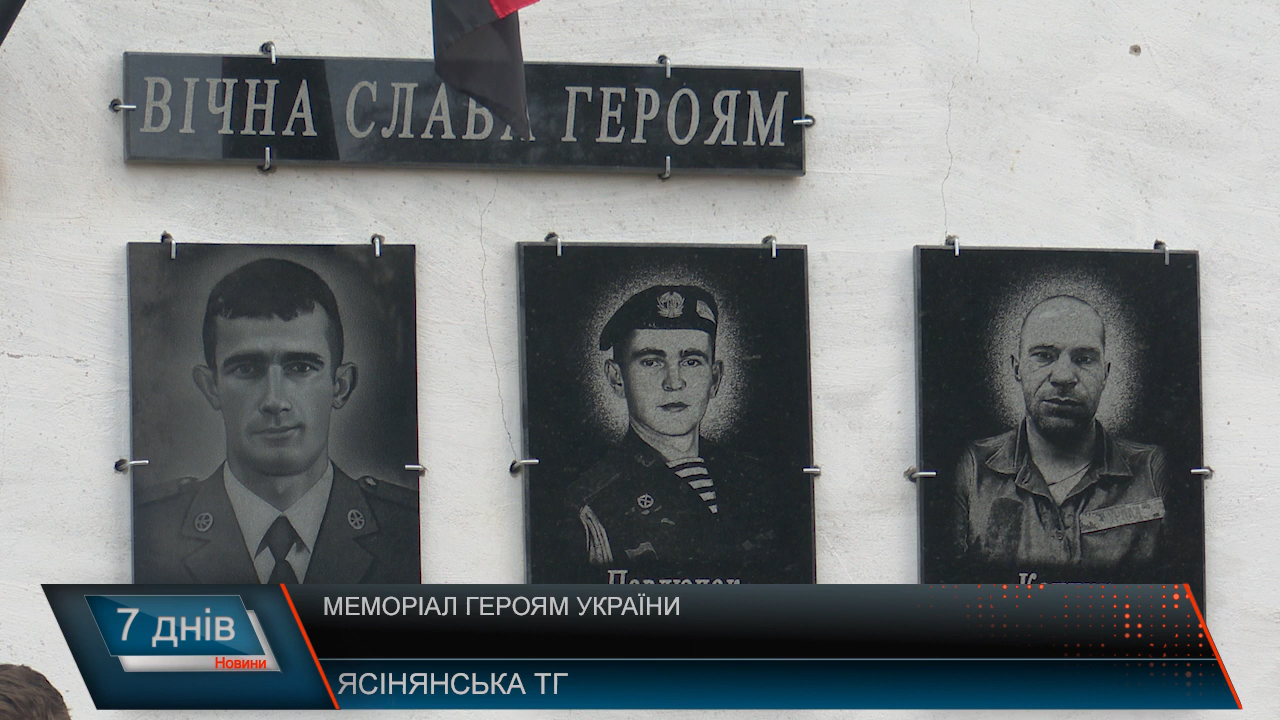 ВІЧНА СЛАВА ГЕРОЯМ
МЕМОРІАЛ ГЕРОЯМ УКРАЇНИ
7 днів
Новини
ЯСІНЯНСЬКА ТГ